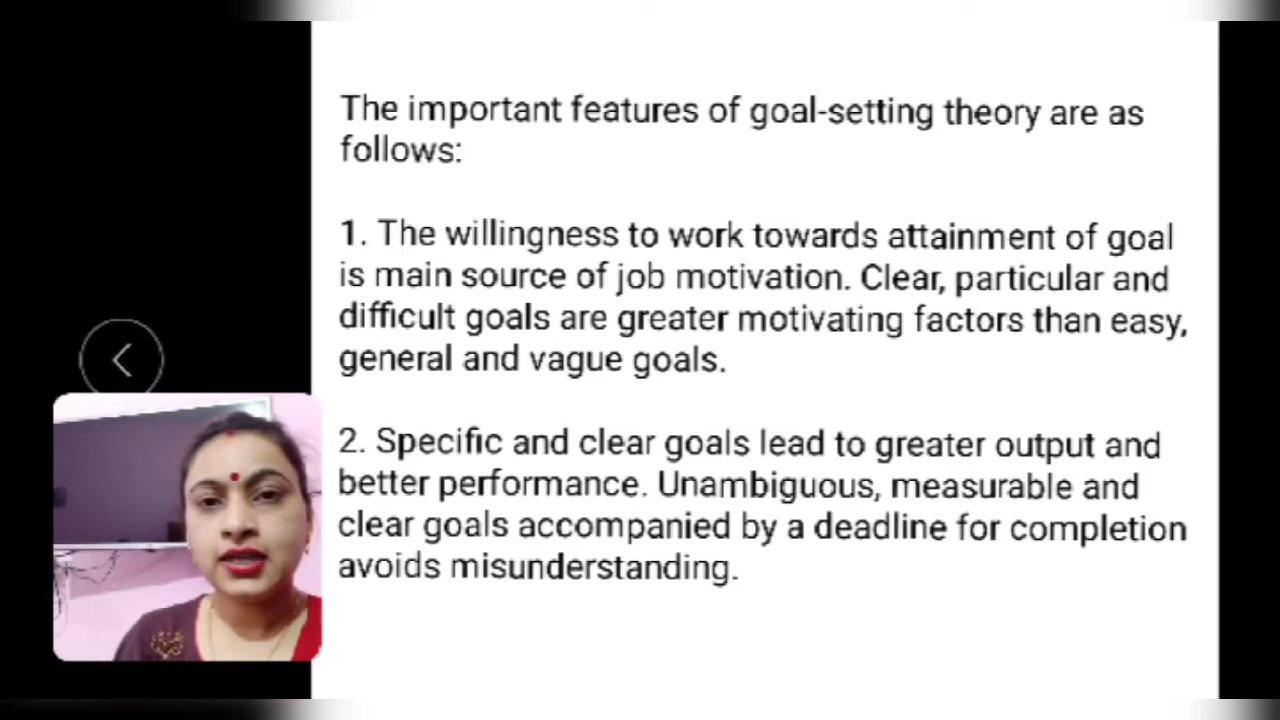 The important features of goal-setting theory are as
follows:
1. The willingness to work towards attainment of goal
is main source of job motivation. Clear, particular and
difficult goals are greater motivating factors than easy,
general and vague goals.
2. Specific and clear goals lead to greater output and
better performance. Unambiguous, measurable and
clear goals accompanied by a deadline for completion
avoids misunderstanding.